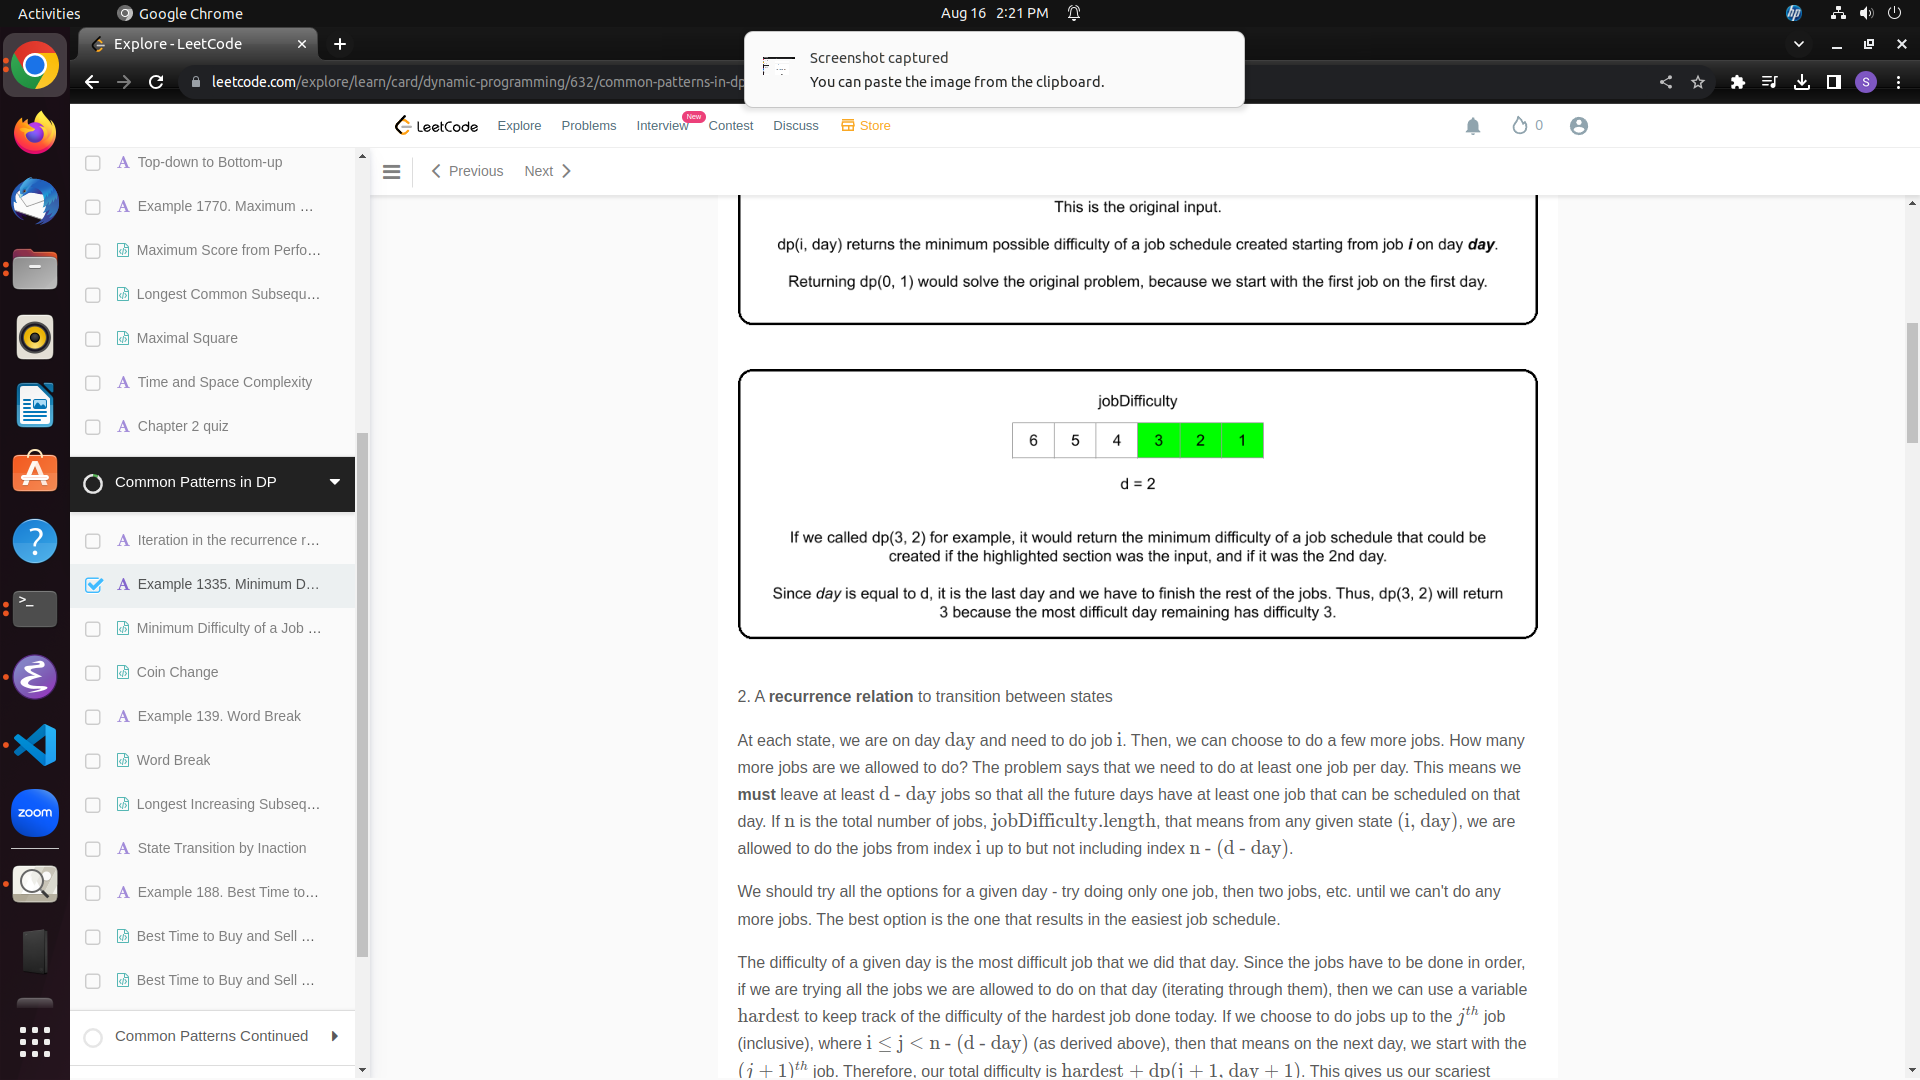 Activities
Google Chrome
Aug 16 2:21 PM
hp
Explore - LeetCode
leetcode.com/explore/learn/card/dynamic-programming/632/common-patterns-in-dp
Screenshot captured
You can paste the image from the clipboard.
S
LeetCode
Explore
Problems
Interview
New
Contest
Discuss
Store
0
Previous
Next
Top-down to Bottom-up
Example 1770. Maximum ...
Maximum Score from Perfo...
Longest Common Subsequ...
Maximal Square
Time and Space Complexity
Chapter 2 quiz
Common Patterns in DP
Iteration in the recurrence r...
Example 1335. Minimum D...
Minimum Difficulty of a Job ...
Coin Change
Example 139. Word Break
Word Break
Longest Increasing Subseq...
State Transition by Inaction
Example 188. Best Time to...
Best Time to Buy and Sell ...
Best Time to Buy and Sell ...
Common Patterns Continued
zoom
This is the original input.
dp(i, day) returns the minimum possible difficulty of a job schedule created starting from job i on day day.
Returning dp(0, 1) would solve the original problem, because we start with the first job on the first day.
jobDifficulty
6 5 4 3 2 1
d = 2
If we called dp(3, 2) for example, it would return the minimum difficulty of a job schedule that could be
created if the highlighted section was the input, and if it was the 2nd day.
Since day is equal to d, it is the last day and we have to finish the rest of the jobs. Thus, dp(3, 2) will return
3 because the most difficult day remaining has difficulty 3.
2. A recurrence relation to transition between states
At each state, we are on day day and need to do job i. Then, we can choose to do a few more jobs. How many
more jobs are we allowed to do? The problem says that we need to do at least one job per day. This means we
must leave at least d - day jobs so that all the future days have at least one job that can be scheduled on that
day. If n is the total number of jobs, jobDifficulty.length, that means from any given state (i, day), we are
allowed to do the jobs from index i up to but not including index n - (d - day).
We should try all the options for a given day - try doing only one job, then two jobs, etc. until we can't do any
more jobs. The best option is the one that results in the easiest job schedule.
The difficulty of a given day is the most difficult job that we did that day. Since the jobs have to be done in order,
if we are trying all the jobs we are allowed to do on that day (iterating through them), then we can use a variable
hardest to keep track of the difficulty of the hardest job done today. If we choose to do jobs up to the j^th job
(inclusive), where i ≤ j < n - (d - day) (as derived above), then that means on the next day, we start with the
(j + 1)^th job. Therefore, our total difficulty is hardest + dp(j + 1, day + 1). This gives us our scariest